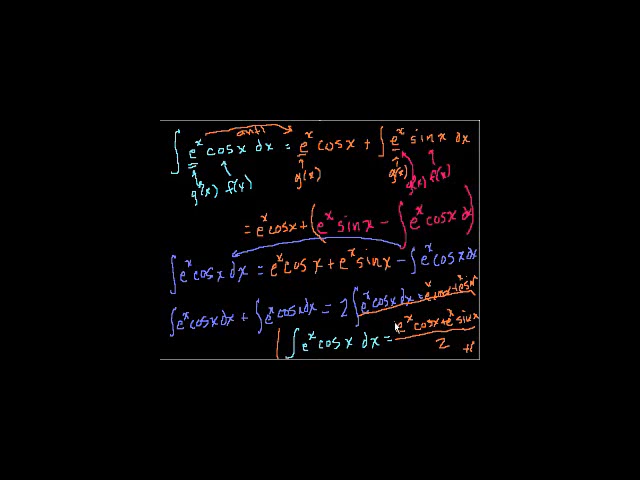 anti
∫ e^x cos x dx = e^x cos x + ∫ e^x sin x dx
g'(x) f(x) g(x) g'(x) f(x)
= e^x cos x + (e^x sin x − ∫ e^x cos x dx)
∫ e^x cos x dx = e^x cos x + e^x sin x − ∫ e^x cos x dx
∫ e^x cos x dx + ∫ e^x cos x dx = 2 ∫ e^x cos x dx =
∫ e^x cos x dx = e^x cos x + e^x sin x
2